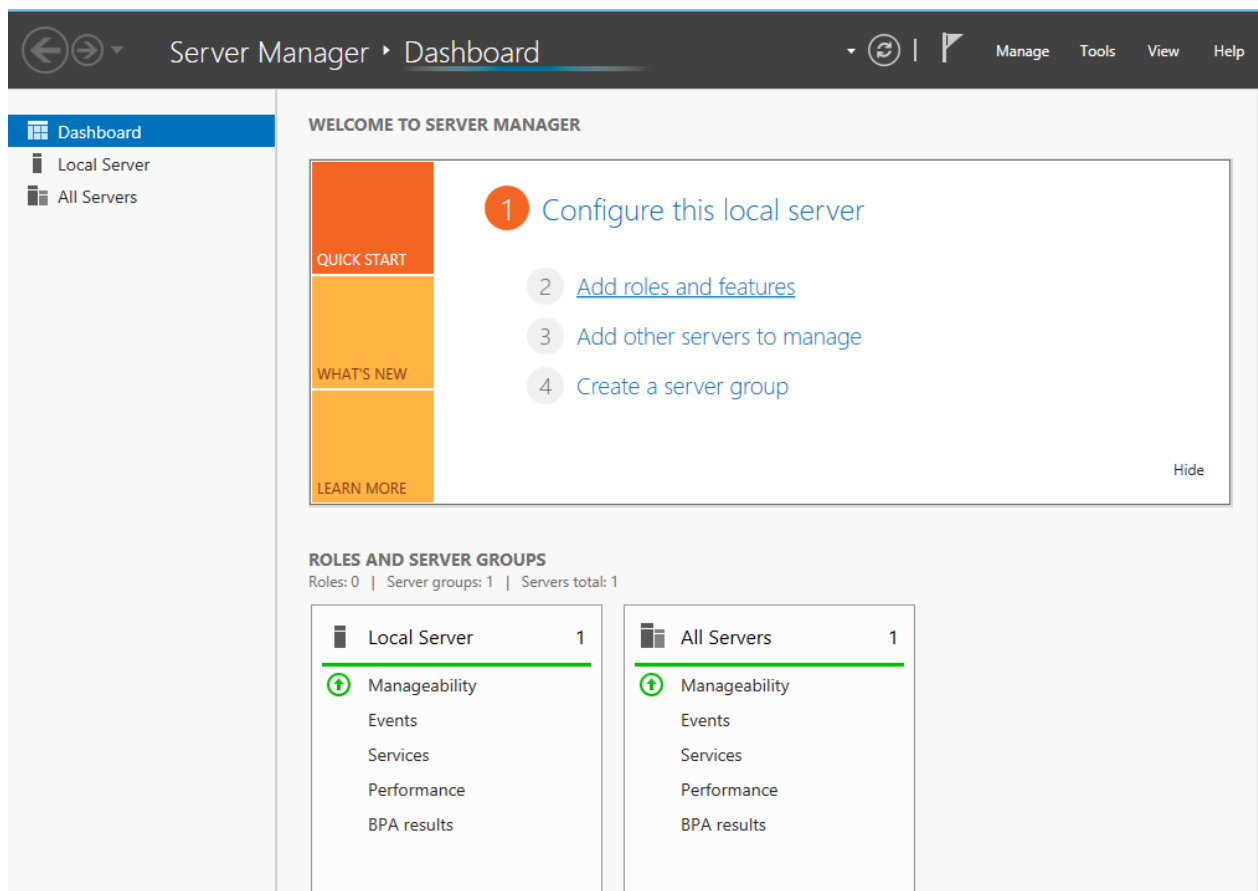 Server Manager ‣ Dashboard
Manage Tools View Help
Dashboard
Local Server
All Servers
WELCOME TO SERVER MANAGER
QUICK START
WHAT'S NEW
LEARN MORE
1 Configure this local server
2 Add roles and features
3 Add other servers to manage
4 Create a server group
Hide
ROLES AND SERVER GROUPS
Roles: 0 | Server groups: 1 | Servers total: 1
Local Server 1
Manageability
Events
Services
Performance
BPA results
All Servers 1
Manageability
Events
Services
Performance
BPA results